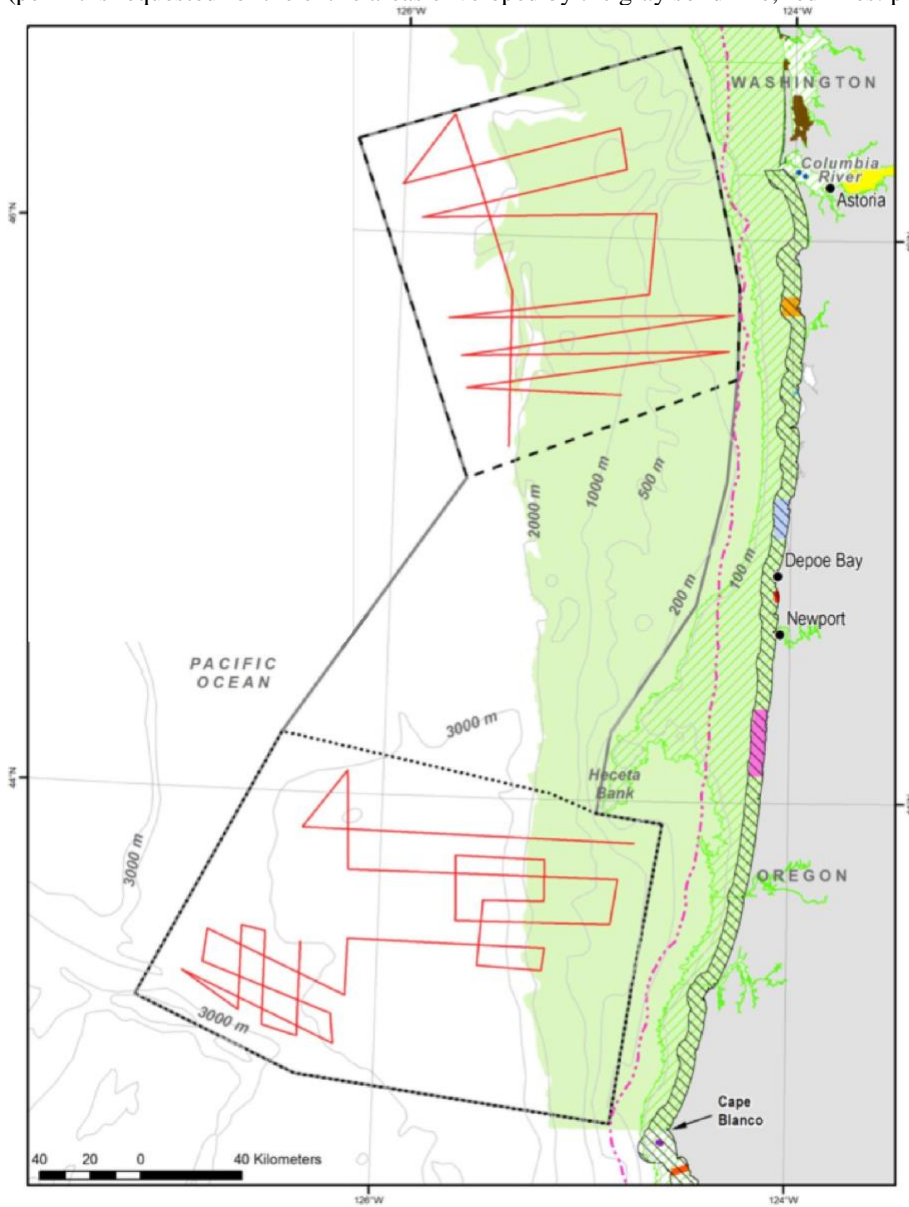 126°W
124°W
WASHINGTON
Columbia
River
Astoria
46°N
1000 m
500 m
2000 m
100 m
200 m
Depoe Bay
Newport
PACIFIC
OCEAN
3000 m
Heceta
Bank
44°N
3000 m
OREGON
3000 m
Cape
Blanco
40 20 0 40 Kilometers
126°W
124°W